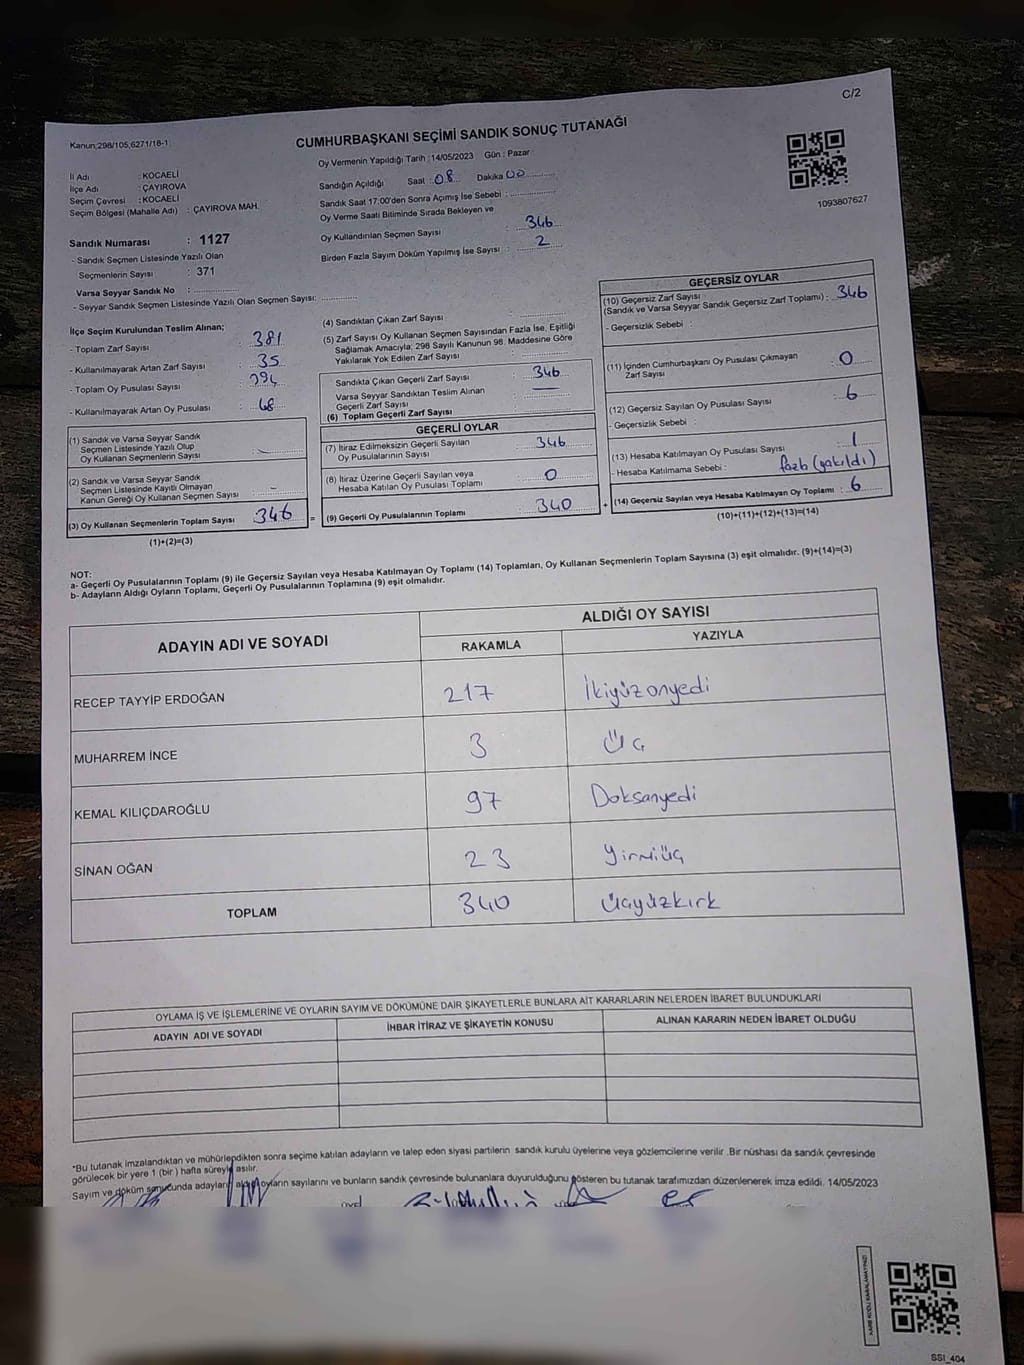 C/2
Kanun;298/105,6271/18-1
CUMHURBAŞKANI SEÇİMİ SANDIK SONUÇ TUTANAĞI
Oy Vermenin Yapıldığı Tarih :14/05/2023 Gün : Pazar
İl Adı : KOCAELİ
İlçe Adı : ÇAYIROVA
Seçim Çevresi : KOCAELİ
Seçim Bölgesi (Mahalle Adı) : ÇAYIROVA MAH.
Sandığın Açıldığı Saat : 08 Dakika 00
Sandık Saat 17:00'den Sonra Açımış İse Sebebi :
Oy Verme Saati Bitiminde Sırada Bekleyen ve
Oy Kullandırılan Seçmen Sayısı : 346
Birden Fazla Sayım Döküm Yapılmış İse Sayısı : 2
1093807627
Sandık Numarası : 1127
- Sandık Seçmen Listesinde Yazılı Olan
Seçmenlerin Sayısı : 371
Varsa Seyyar Sandık No :
- Seyyar Sandık Seçmen Listesinde Yazılı Olan Seçmen Sayısı:
İlçe Seçim Kurulundan Teslim Alınan;
- Toplam Zarf Sayısı : 381
- Kullanılmayarak Artan Zarf Sayısı : 35
- Toplam Oy Pusulası Sayısı :
- Kullanılmayarak Artan Oy Pusulası : 48
(1) Sandık ve Varsa Seyyar Sandık
Seçmen Listesinde Yazılı Olup
Oy Kullanan Seçmenlerin Sayısı :
(2) Sandık ve Varsa Seyyar Sandık
Seçmen Listesinde Kayıtlı Olmayan
Kanun Gereği Oy Kullanan Seçmen Sayısı : -
(3) Oy Kullanan Seçmenlerin Toplam Sayısı 346
(1)+(2)=(3)
(4) Sandıktan Çıkan Zarf Sayısı :
(5) Zarf Sayısı Oy Kullanan Seçmen Sayısından Fazla İse, Eşitliği
Sağlamak Amacıyla, 298 Sayılı Kanunun 98. Maddesine Göre
Yakılarak Yok Edilen Zarf Sayısı :
Sandıkta Çıkan Geçerli Zarf Sayısı : 346
Varsa Seyyar Sandıktan Teslim Alınan
Geçerli Zarf Sayısı : —
(6) Toplam Geçerli Zarf Sayısı :
GEÇERLİ OYLAR
(7) İtiraz Edilmeksizin Geçerli Sayılan
Oy Pusulalarının Sayısı : 346
(8) İtiraz Üzerine Geçerli Sayılan veya
Hesaba Katılan Oy Pusulası Toplamı : 0
= (9) Geçerli Oy Pusulalarının Toplamı : 340
GEÇERSİZ OYLAR
(10) Geçersiz Zarf Sayısı
(Sandık ve Varsa Seyyar Sandık Geçersiz Zarf Toplamı) : 346
- Geçersizlik Sebebi :
(11) İçinden Cumhurbaşkanı Oy Pusulası Çıkmayan
Zarf Sayısı : 0
(12) Geçersiz Sayılan Oy Pusulası Sayısı : 6
- Geçersizlik Sebebi :
(13) Hesaba Katılmayan Oy Pusulası Sayısı : 1
- Hesaba Katılmama Sebebi : (yakıldı)
+ (14) Geçersiz Sayılan veya Hesaba Katılmayan Oy Toplamı : 6
(10)+(11)+(12)+(13)=(14)
NOT:
a- Geçerli Oy Pusulalarının Toplamı (9) ile Geçersiz Sayılan veya Hesaba Katılmayan Oy Toplamı (14) Toplamları, Oy Kullanan Seçmenlerin Toplam Sayısına (3) eşit olmalıdır. (9)+(14)=(3)
b- Adayların Aldığı Oyların Toplamı, Geçerli Oy Pusulalarının Toplamına (9) eşit olmalıdır.
ADAYIN ADI VE SOYADI
ALDIĞI OY SAYISI
RAKAMLA YAZIYLA
RECEP TAYYİP ERDOĞAN 217 İkiyüzonyedi
MUHARREM İNCE 3 Üç
KEMAL KILIÇDAROĞLU 97 Doksanyedi
SİNAN OĞAN 23 Yirmiüç
TOPLAM 340 Üçyüzkırk
OYLAMA İŞ VE İŞLEMLERİNE VE OYLARIN SAYIM VE DÖKÜMÜNE DAİR ŞİKAYETLERLE BUNLARA AİT KARARLARIN NELERDEN İBARET BULUNDUKLARI
ADAYIN ADI VE SOYADI İHBAR İTİRAZ VE ŞİKAYETİN KONUSU ALINAN KARARIN NEDEN İBARET OLDUĞU
*Bu tutanak imzalandıktan ve mühürlendikten sonra seçime katılan adayların ve talep eden siyasi partilerin sandık kurulu üyelerine veya gözlemcilerine verilir. Bir nüshası da sandık çevresinde
görülecek bir yere 1 (bir ) hafta süreyle asılır.
Sayım ve döküm sonucunda adayların aldığı oyların sayılarını ve bunların sandık çevresinde bulunanlara duyurulduğunu gösteren bu tutanak tarafımızdan düzenlenerek imza edildi. 14/05/2023
KARE KODU KARALAMAYINIZ!
SSI_404